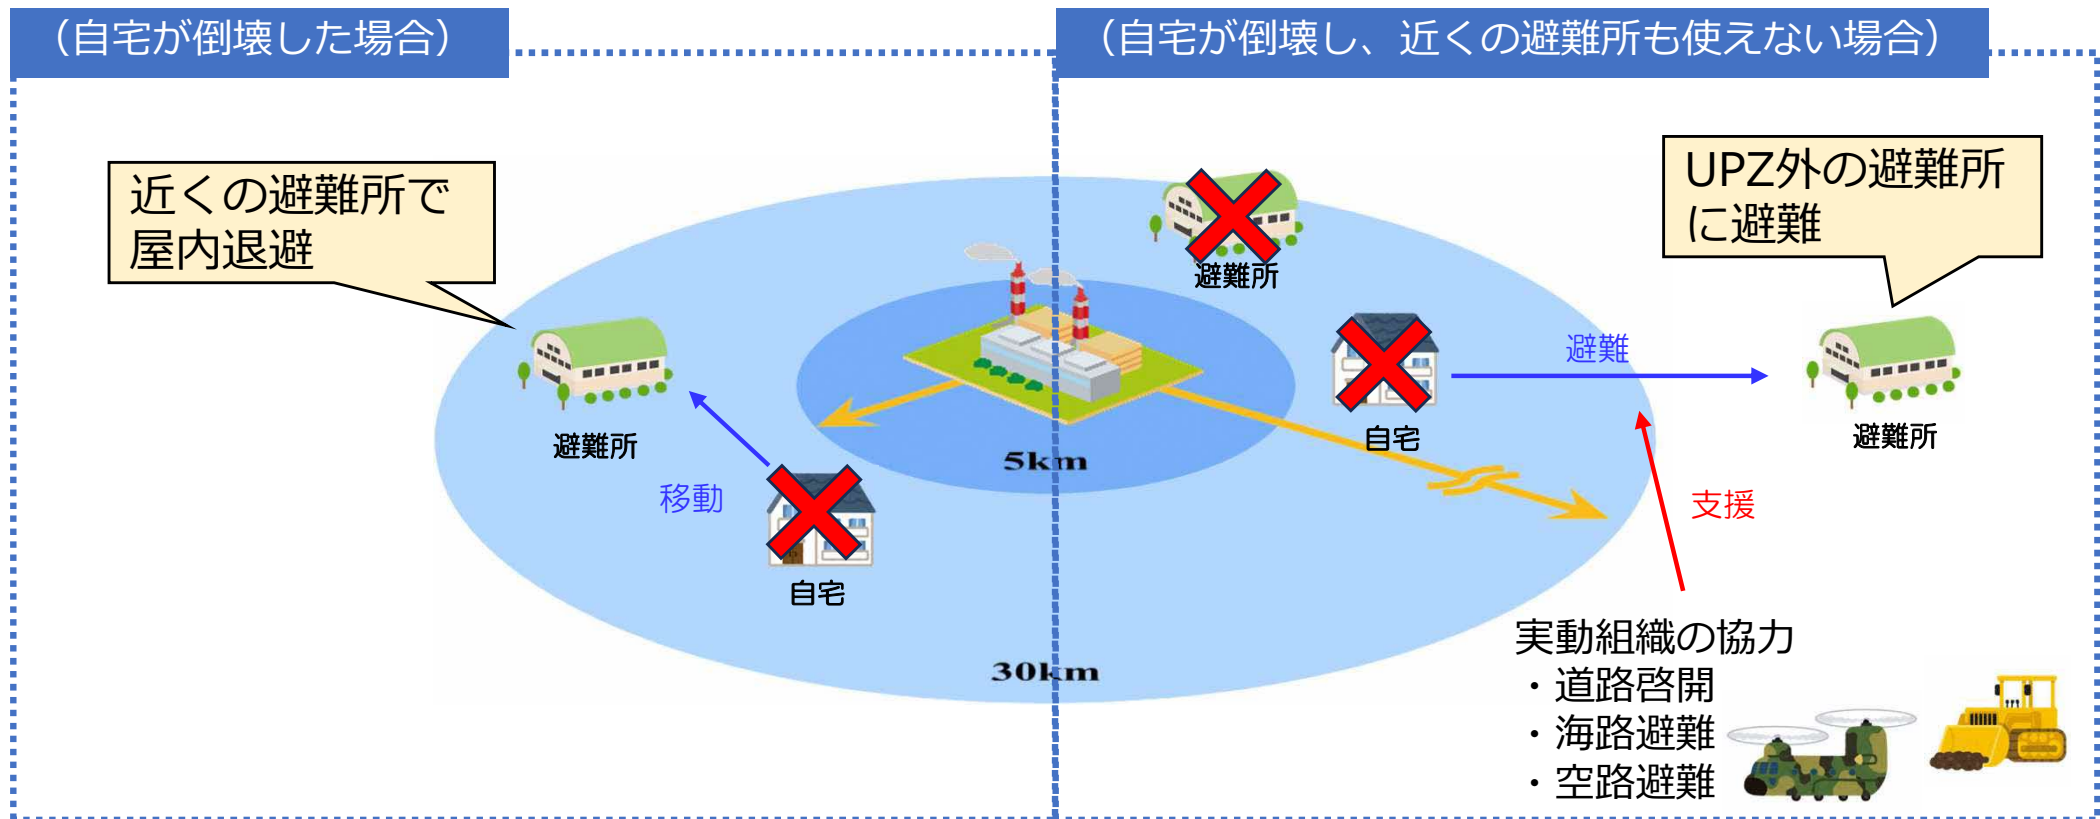 （自宅が倒壊した場合）
近くの避難所で
屋内退避
避難所
移動
自宅
5km
30km
（自宅が倒壊し、近くの避難所も使えない場合）
避難所
自宅
避難
UPZ外の避難所
に避難
避難所
支援
実動組織の協力
・道路啓開
・海路避難
・空路避難